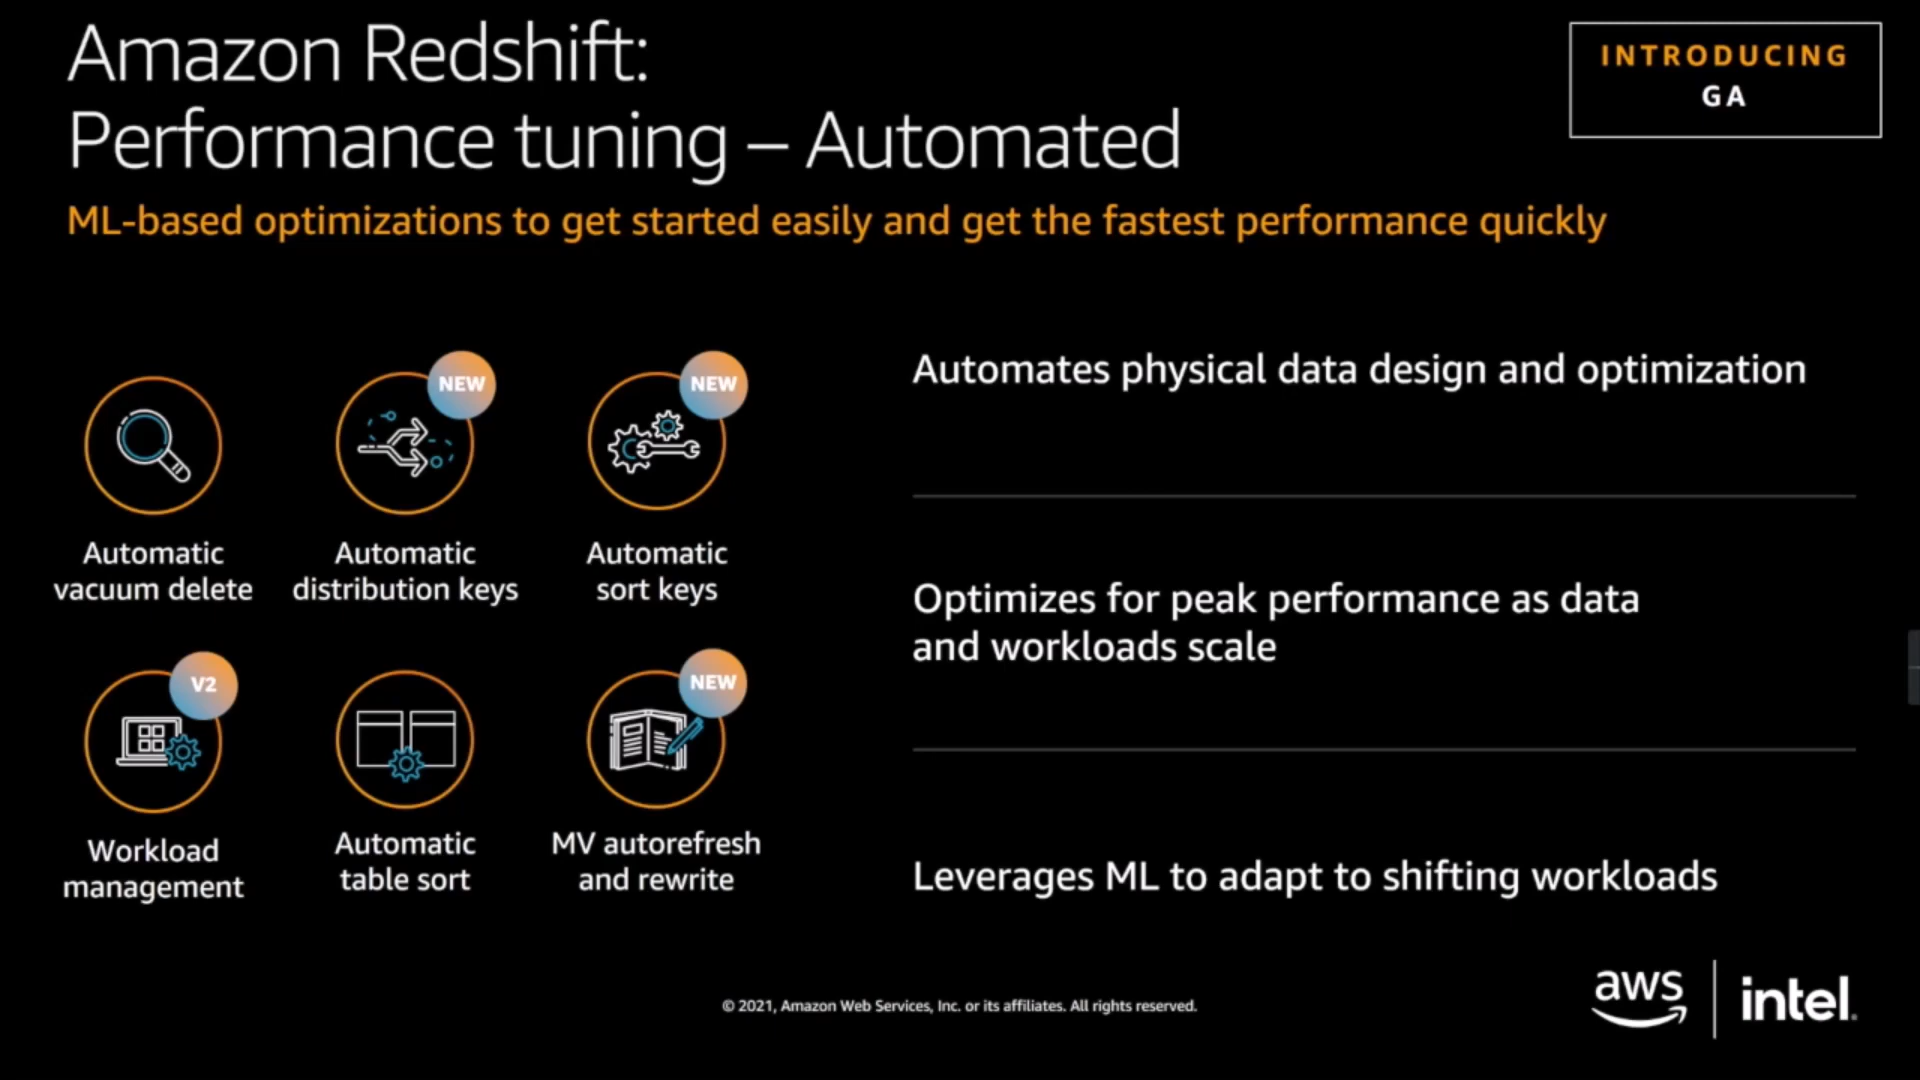 Amazon Redshift:
Performance tuning – Automated
INTRODUCING
GA
ML-based optimizations to get started easily and get the fastest performance quickly
Automatic
vacuum delete
NEW
Automatic
distribution keys
NEW
Automatic
sort keys
V2
Workload
management
Automatic
table sort
NEW
MV autorefresh
and rewrite
Automates physical data design and optimization
Optimizes for peak performance as data
and workloads scale
Leverages ML to adapt to shifting workloads
© 2021, Amazon Web Services, Inc. or its affiliates. All rights reserved.
aws
intel.